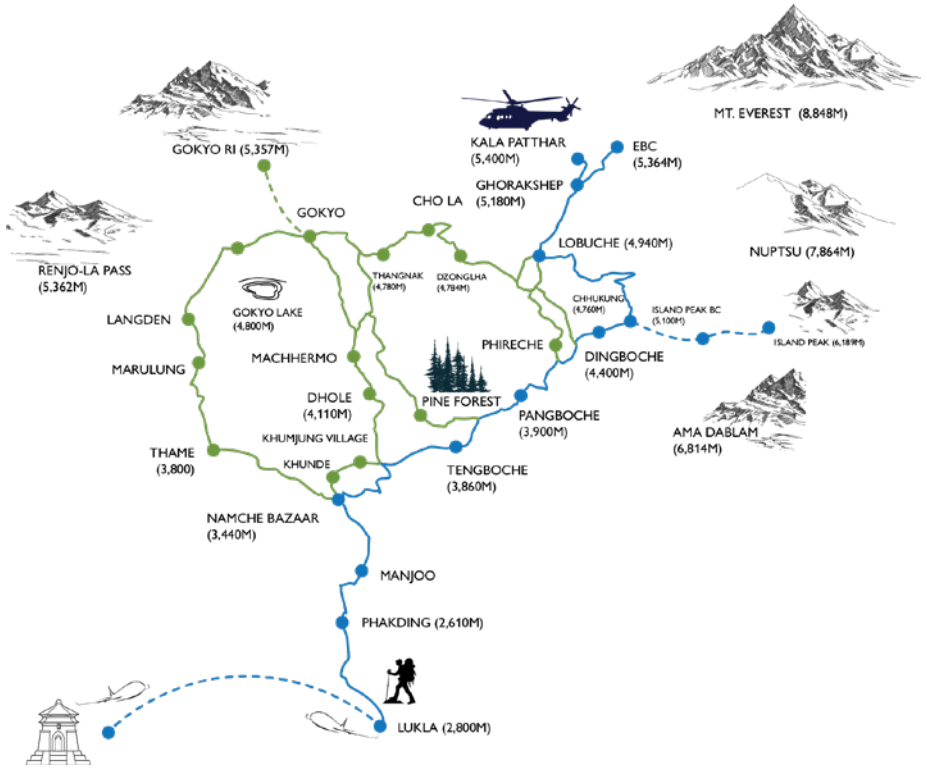 MT. EVEREST (8,848M)
GOKYO RI (5,357M)
KALA PATTHAR
(5,400M)
EBC
(5,364M)
GHORAKSHEP
(5,180M)
CHO LA
GOKYO
LOBUCHE (4,940M)
NUPTSU (7,864M)
RENJO-LA PASS
(5,362M)
THANGNAK
(4,780M)
DZONGLHA
(4,784M)
GOKYO LAKE
(4,800M)
CHHUKUNG
(4,760M)
ISLAND PEAK BC
(5,100M)
LANGDEN
ISLAND PEAK (6,189M)
PHIRECHE
MACHHERMO
DINGBOCHE
(4,400M)
MARULUNG
DHOLE
(4,110M)
PINE FOREST
PANGBOCHE
(3,900M)
AMA DABLAM
(6,814M)
KHUMJUNG VILLAGE
THAME
(3,800)
KHUNDE
TENGBOCHE
(3,860M)
NAMCHE BAZAAR
(3,440M)
MANJOO
PHAKDING (2,610M)
LUKLA (2,800M)